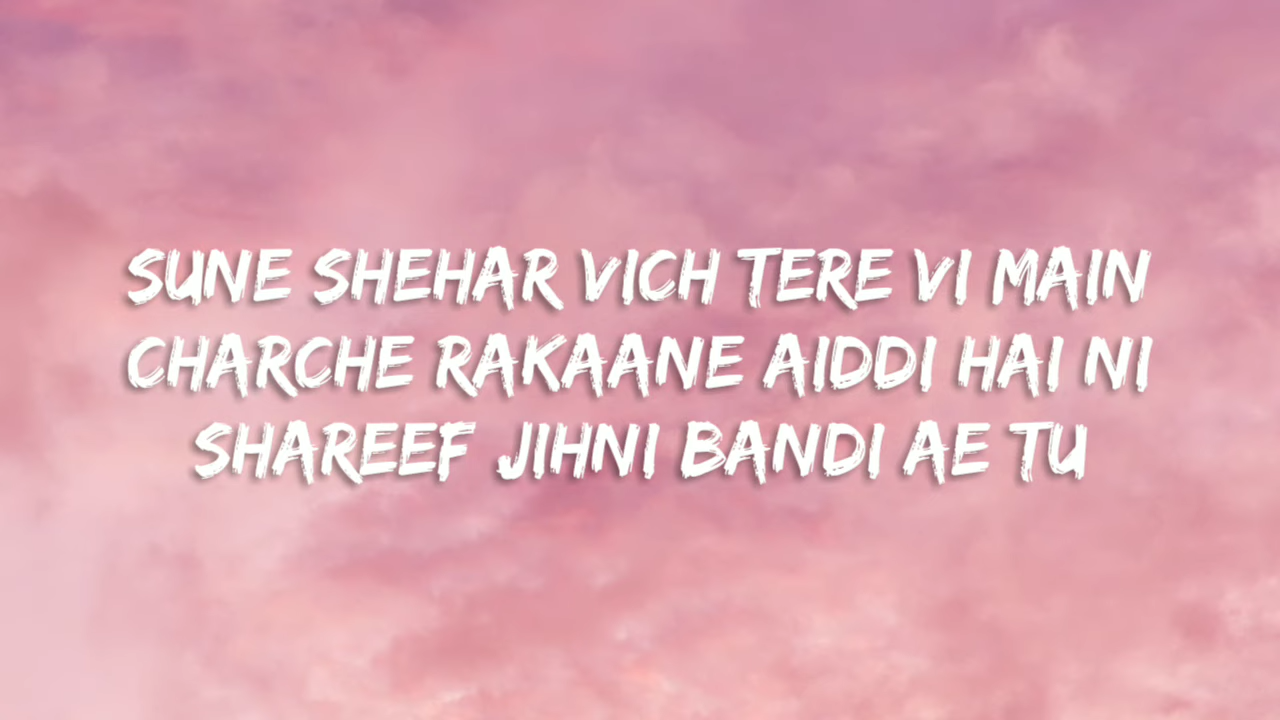 SUNE SHEHAR VICH TERE VI MAIN
CHARCHE RAKAANE AIDDI HAI NI
SHAREEF JIHNI BANDI AE TU